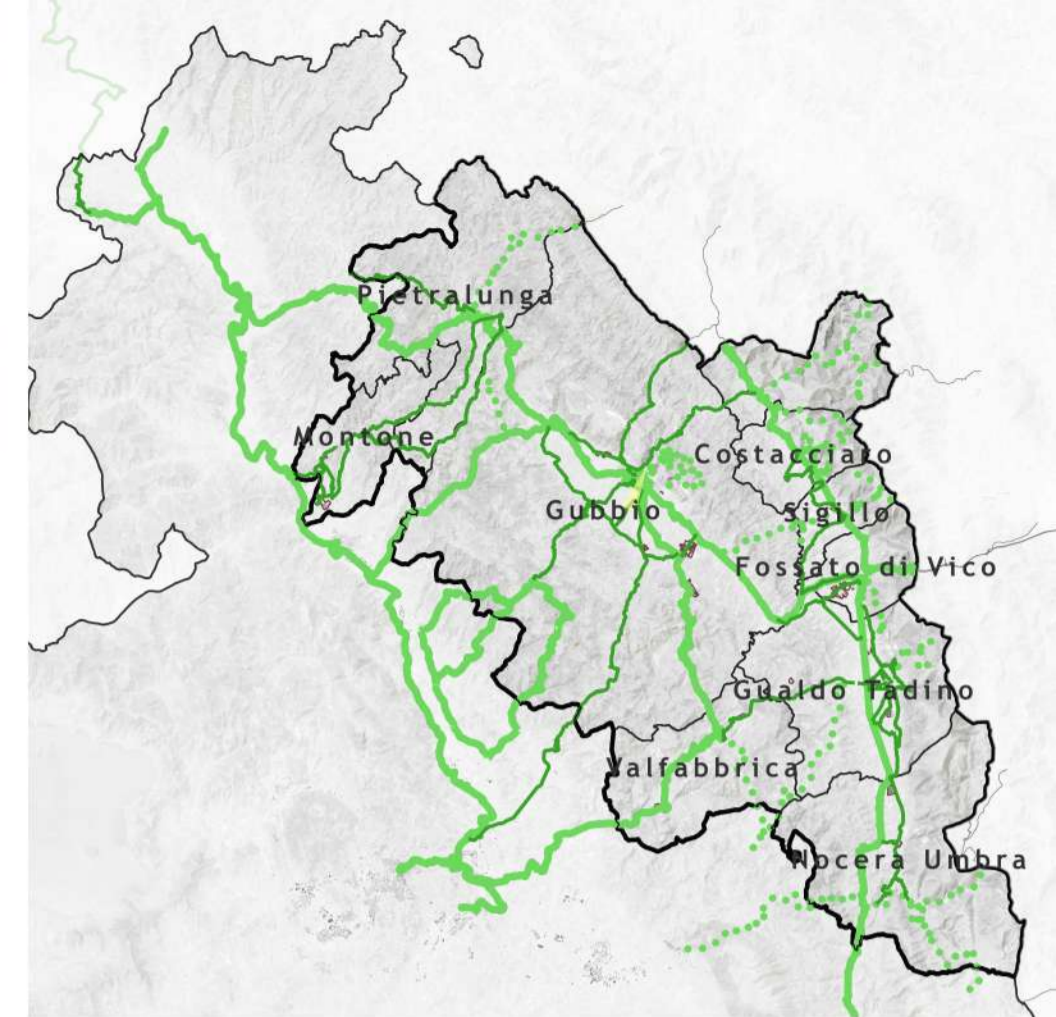 Pietralunga
Montone
Costacciaro
Gubbio
Sigillo
Fossato di Vico
Gualdo Tadino
Valfabbrica
Nocera Umbra